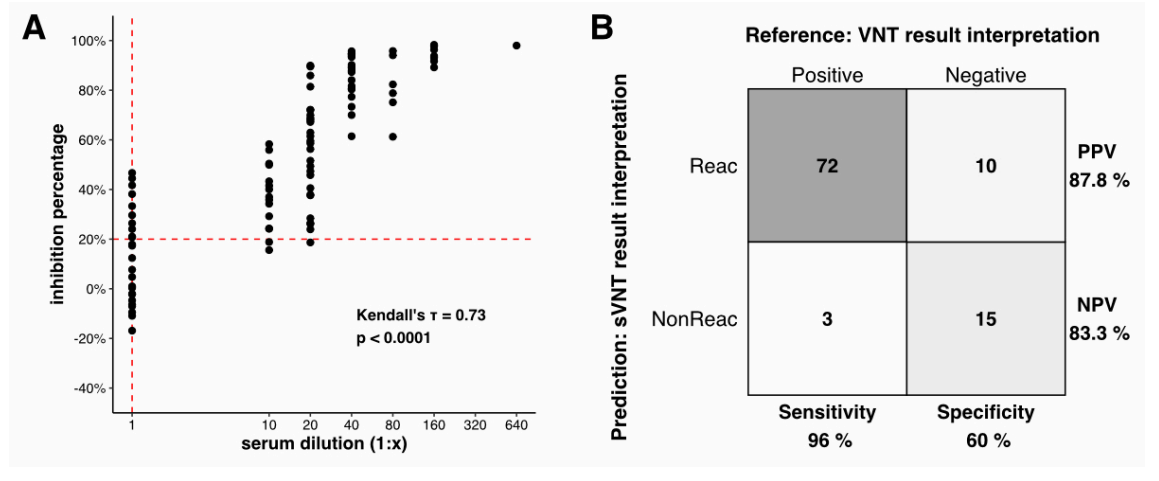 A
inhibition percentage
100%
80%
60%
40%
20%
0%
-20%
-40%
Kendall's τ = 0.73
p < 0.0001
1
10
20
40
80
160
320
640
serum dilution (1:x)
B
Reference: VNT result interpretation
Positive
Negative
Prediction: sVNT result interpretation
Reac
72
10
PPV
87.8 %
NonReac
3
15
NPV
83.3 %
Sensitivity
96 %
Specificity
60 %